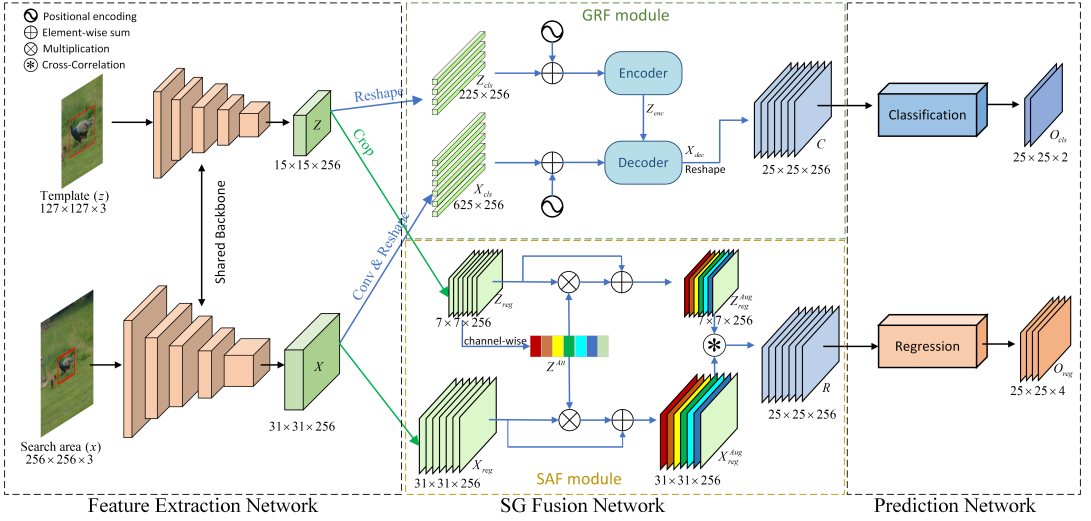 Positional encoding
Element-wise sum
Multiplication
Cross-Correlation
Template (z)
127×127×3
Z
15×15×256
Shared Backbone
Search area (x)
256×256×3
X
31×31×256
Feature Extraction Network
Reshape
Crop
Conv & Reshape
GRF module
Z_cls
225×256
X_cls
625×256
Encoder
Z_enc
Decoder
X_dec
Reshape
C
25×25×256
Z_reg
7×7×256
channel-wise
Z^Att
X_reg
31×31×256
Z_reg^Aug
7×7×256
X_reg^Aug
31×31×256
R
25×25×256
SAF module
SG Fusion Network
Classification
O_cls
25×25×2
Regression
O_reg
25×25×4
Prediction Network